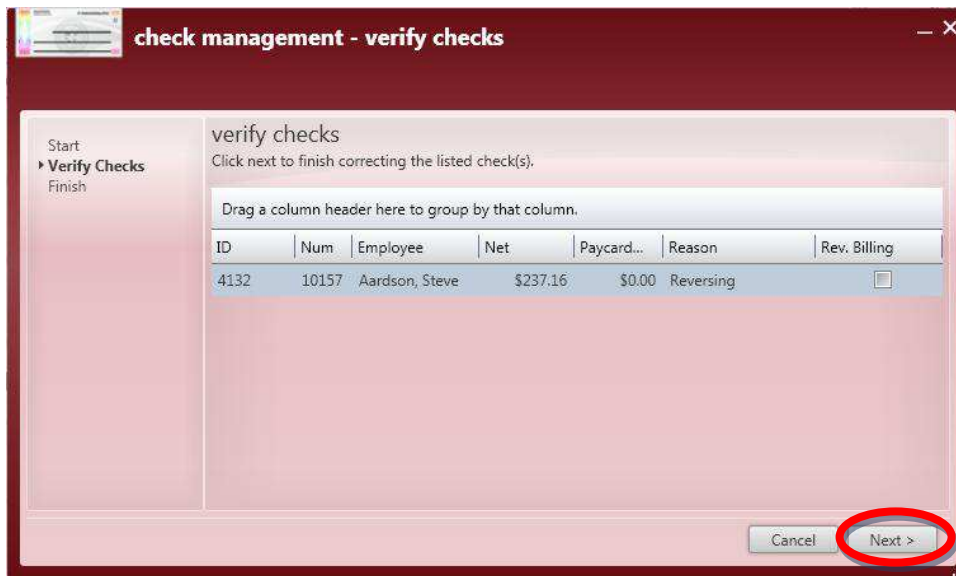 check management - verify checks
Start
Verify Checks
Finish
verify checks
Click next to finish correcting the listed check(s).
Drag a column header here to group by that column.
ID Num Employee Net Paycard... Reason Rev. Billing
4132 10157 Aardson, Steve $237.16 $0.00 Reversing
Cancel Next >